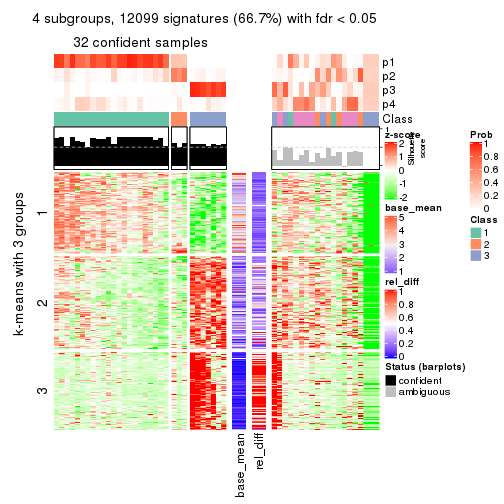 4 subgroups, 12099 signatures (66.7%) with fdr < 0.05
32 confident samples
p1
p2
p3
p4
Class
1
Silhouette
score
z-score
2
1
0
-1
-2
base_mean
5
4
3
2
1
rel_diff
1
0.8
0.6
0.4
0.2
0
Status (barplots)
confident
ambiguous
Prob
1
0.8
0.6
0.4
0.2
0
Class
1
2
3
k-means with 3 groups
1
2
3
base_mean
rel_diff